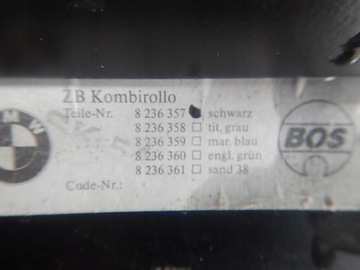 ZB Kombirollo
Teile-Nr. 8 236 357 schwarz
8 236 358 tit. grau
8 236 359 mar. blau
8 236 360 engl. grün
8 236 361 sand 38
Code-Nr.:
BMW
BOS